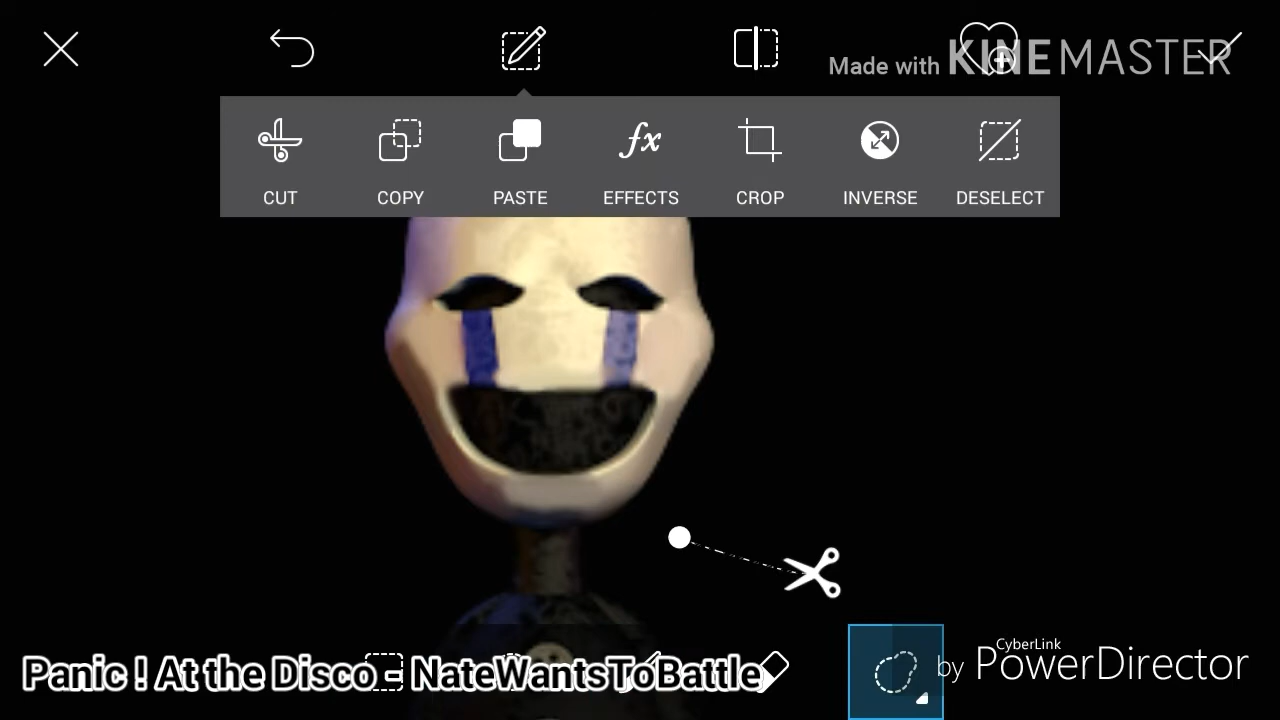 Made with KINEMASTER
CUT COPY PASTE EFFECTS CROP INVERSE DESELECT
Panic ! At the Disco - NateWantsToBattle
CyberLink
by PowerDirector